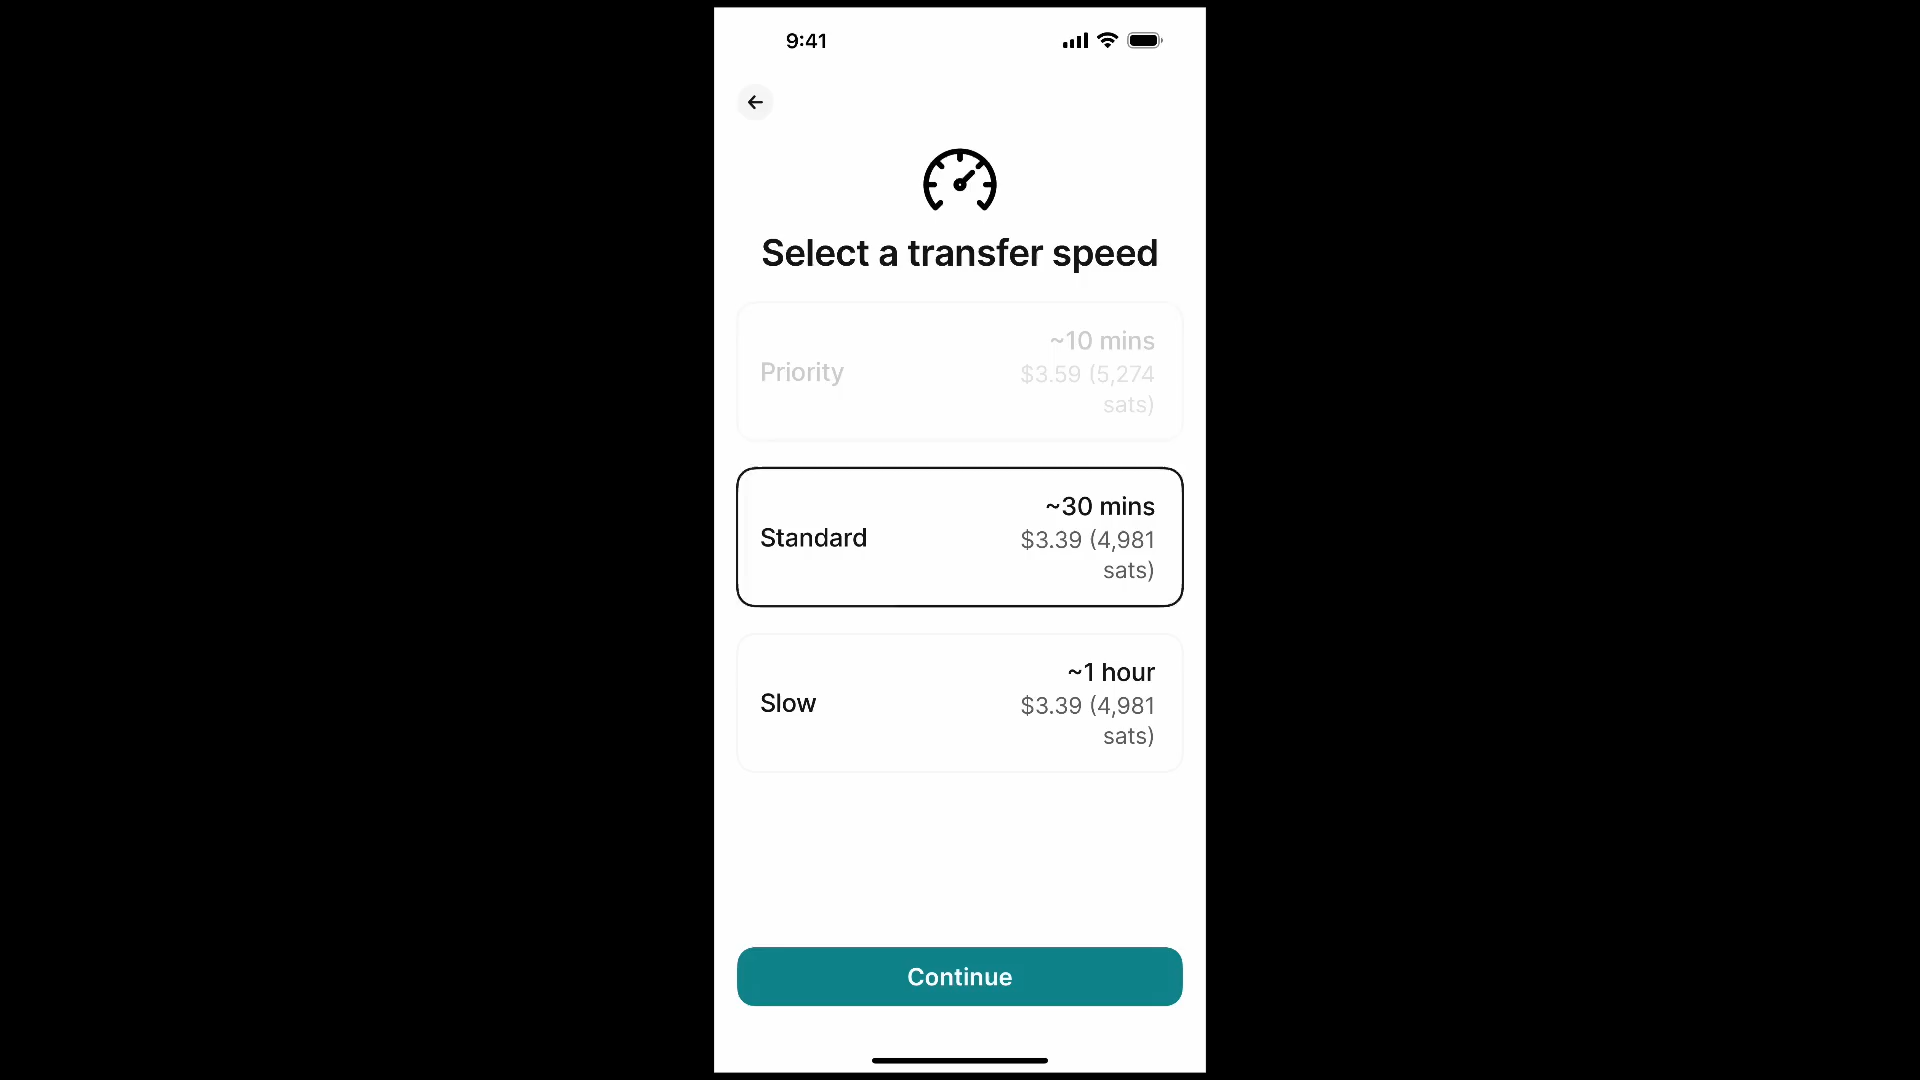 9:41
Select a transfer speed
~10 mins
Priority
$3.59 (5,274
sats)
~30 mins
Standard
$3.39 (4,981
sats)
~1 hour
Slow
$3.39 (4,981
sats)
Continue